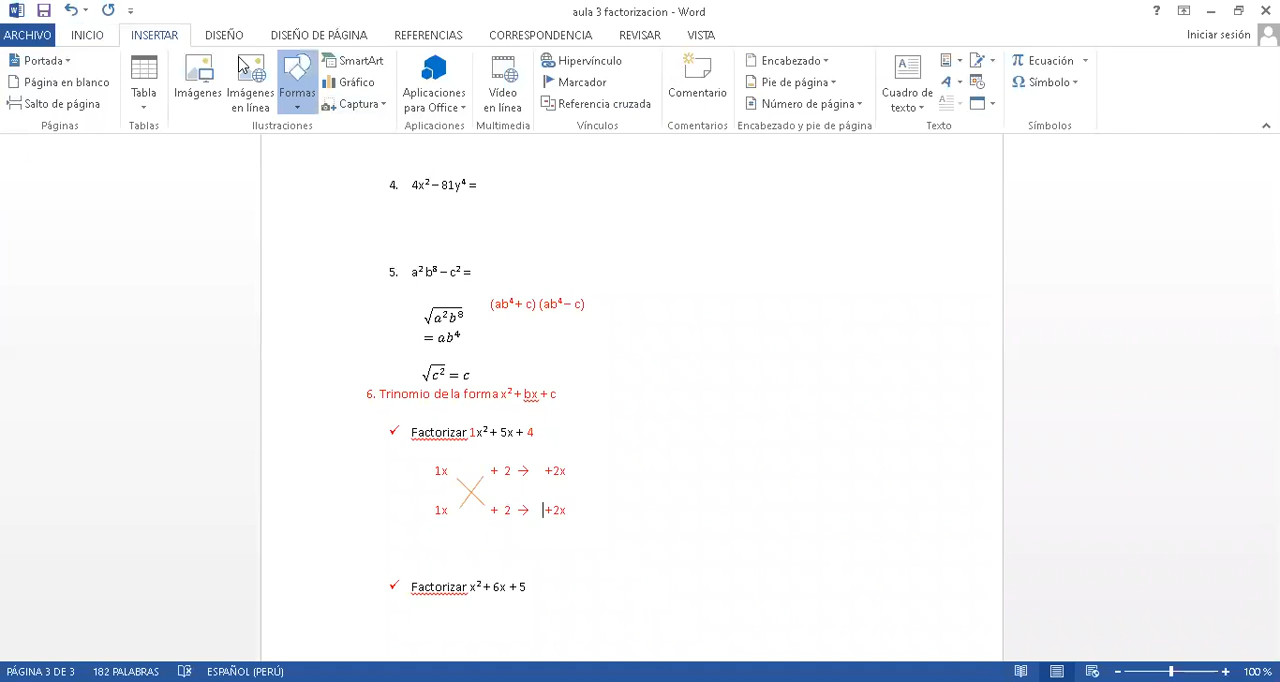 aula 3 factorizacion - Word
ARCHIVO INICIO INSERTAR DISEÑO DISEÑO DE PÁGINA REFERENCIAS CORRESPONDENCIA REVISAR VISTA Iniciar sesión
Portada
Página en blanco
Salto de página
Páginas
Tabla
Tablas
Imágenes
Imágenes en línea
Formas
SmartArt
Gráfico
Captura
Ilustraciones
Aplicaciones para Office
Aplicaciones
Vídeo en línea
Multimedia
Hipervínculo
Marcador
Referencia cruzada
Vínculos
Comentario
Comentarios
Encabezado
Pie de página
Número de página
Encabezado y pie de página
Cuadro de texto
Texto
Ecuación
Símbolo
Símbolos
4. 4x² – 81y⁴ =
5. a² b⁸ – c² =
(ab⁴ + c) (ab⁴ – c)
√a²b⁸
= ab⁴
√c² = c
6. Trinomio de la forma x² + bx + c
✓ Factorizar 1x² + 5x + 4
1x + 2 → +2x
1x + 2 → +2x
✓ Factorizar x² + 6x + 5
PÁGINA 3 DE 3 182 PALABRAS ESPAÑOL (PERÚ) 100 %